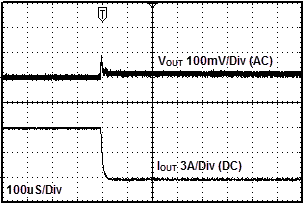 T
VOUT 100mV/Div (AC)
IOUT 3A/Div (DC)
100uS/Div